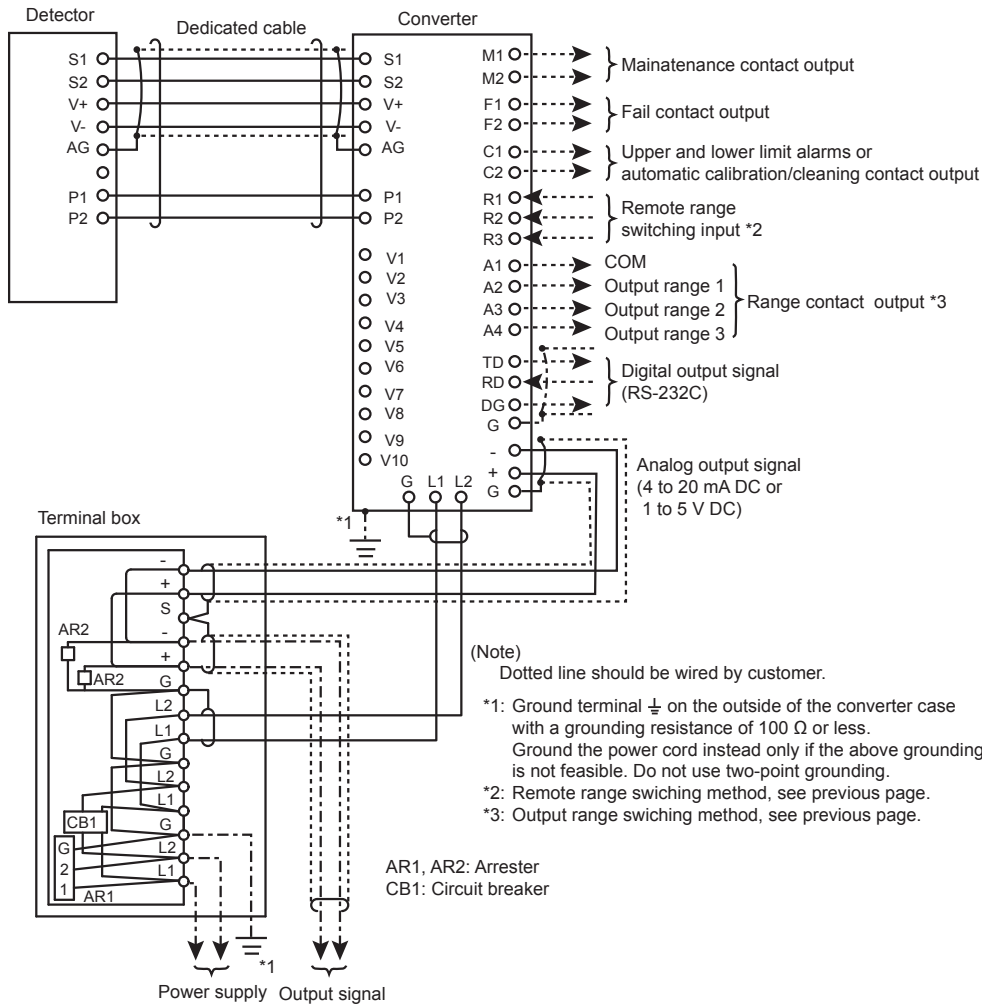 Detector
Dedicated cable
Converter
S1
S2
V+
V-
AG
P1
P2
S1
S2
V+
V-
AG
P1
P2
V1
V2
V3
V4
V5
V6
V7
V8
V9
V10
M1
M2
Mainatenance contact output
F1
F2
Fail contact output
C1
C2
Upper and lower limit alarms or
automatic calibration/cleaning contact output
R1
R2
R3
Remote range
switching input *2
A1
A2
A3
A4
COM
Output range 1
Output range 2
Output range 3
Range contact output *3
TD
RD
DG
G
Digital output signal
(RS-232C)
-
+
G
Analog output signal
(4 to 20 mA DC or
1 to 5 V DC)
G L1 L2
*1
Terminal box
-
+
S
-
+
G
L2
L1
G
L2
L1
G
L2
L1
AR2
AR2
CB1
G
2
1
AR1
*1
Power supply
Output signal
AR1, AR2: Arrester
CB1: Circuit breaker
(Note)
Dotted line should be wired by customer.
*1: Ground terminal ⏚ on the outside of the converter case
with a grounding resistance of 100 Ω or less.
Ground the power cord instead only if the above grounding
is not feasible. Do not use two-point grounding.
*2: Remote range swiching method, see previous page.
*3: Output range swiching method, see previous page.